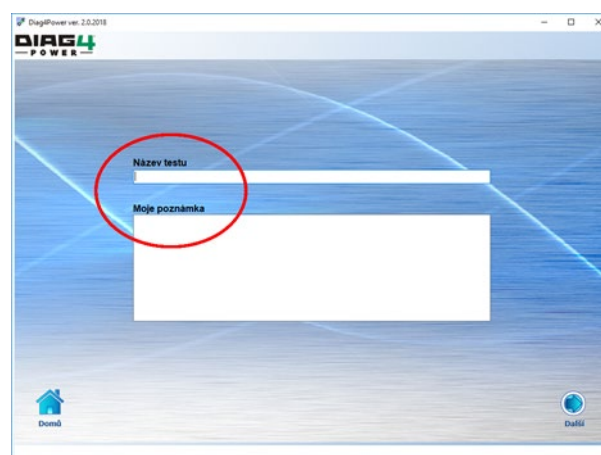 Diag4Power ver. 2.0.2018
DIAG4
POWER
Název testu
Moje poznámka
Domů
Další